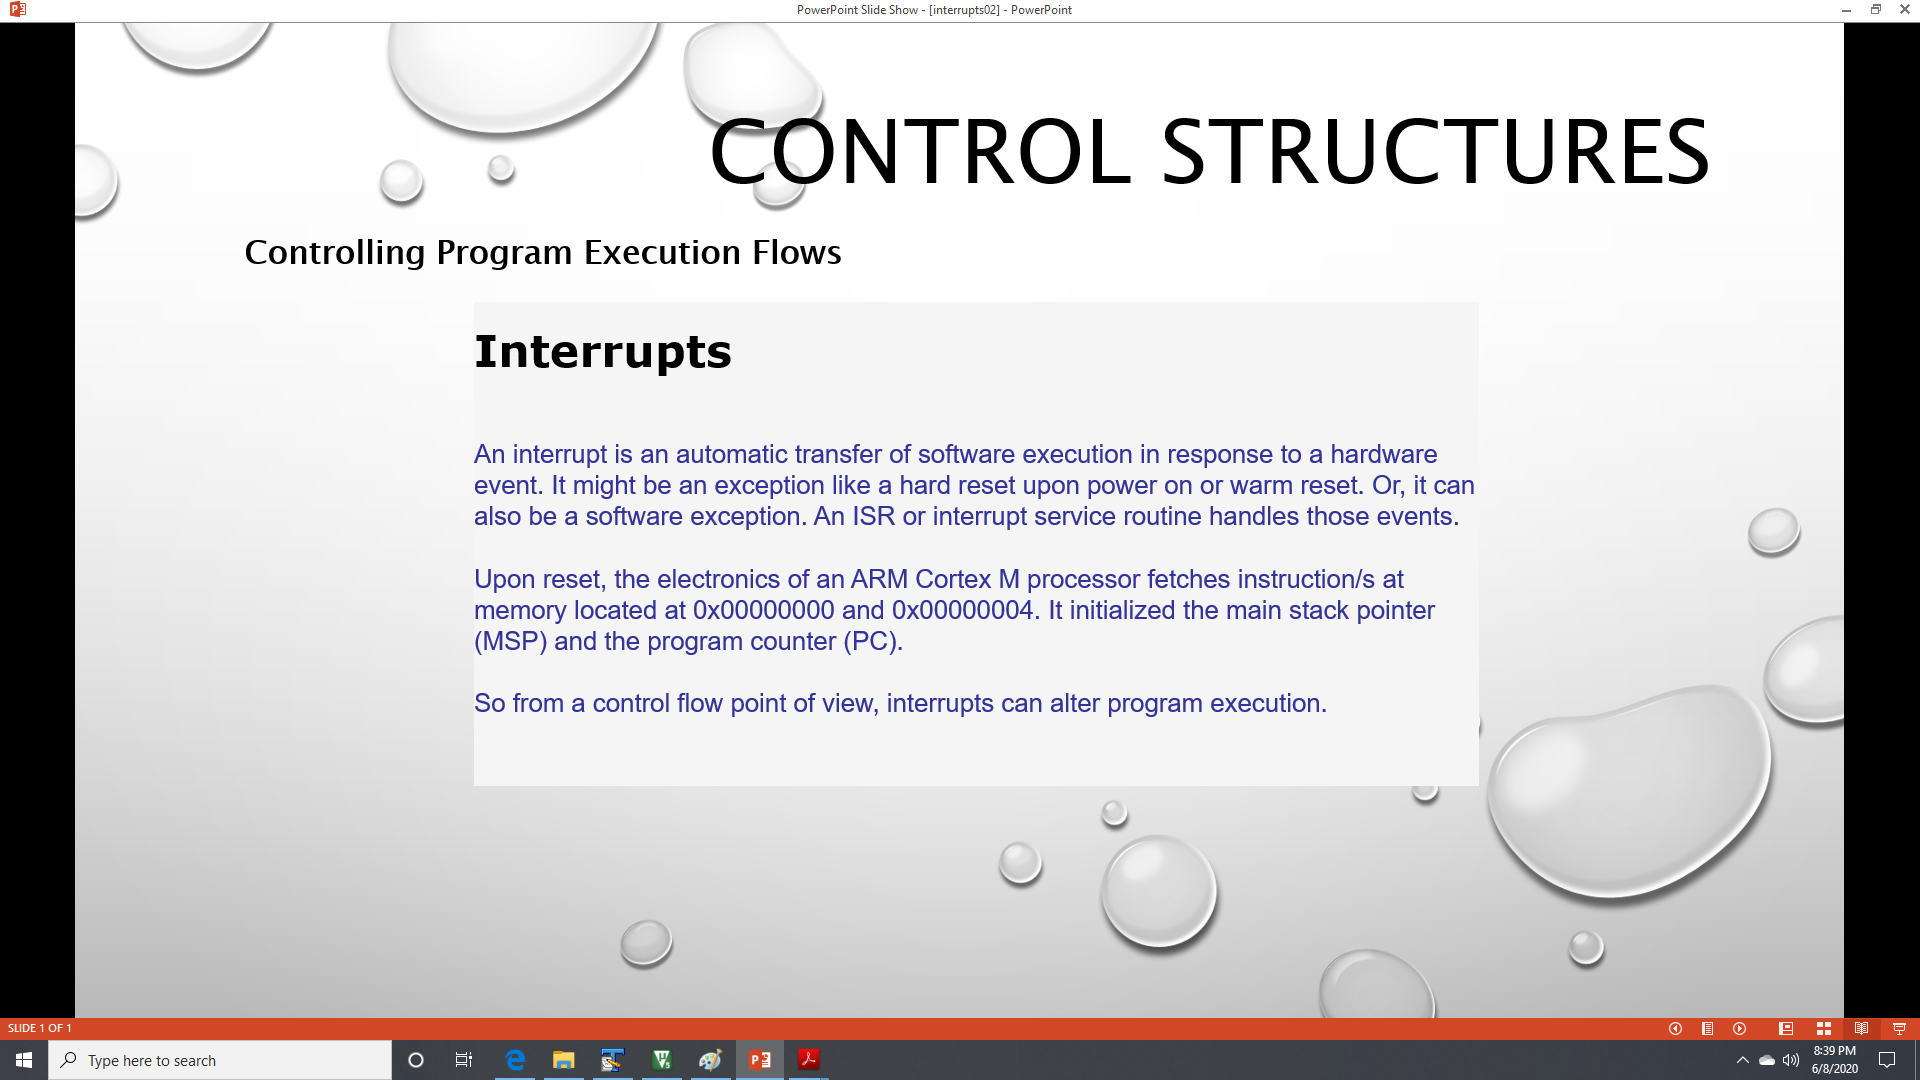 PowerPoint Slide Show - [interrupts02] - PowerPoint
CONTROL STRUCTURES
Controlling Program Execution Flows
Interrupts
An interrupt is an automatic transfer of software execution in response to a hardware
event. It might be an exception like a hard reset upon power on or warm reset. Or, it can
also be a software exception. An ISR or interrupt service routine handles those events.
Upon reset, the electronics of an ARM Cortex M processor fetches instruction/s at
memory located at 0x00000000 and 0x00000004. It initialized the main stack pointer
(MSP) and the program counter (PC).
So from a control flow point of view, interrupts can alter program execution.
SLIDE 1 OF 1
Type here to search
8:39 PM
6/8/2020